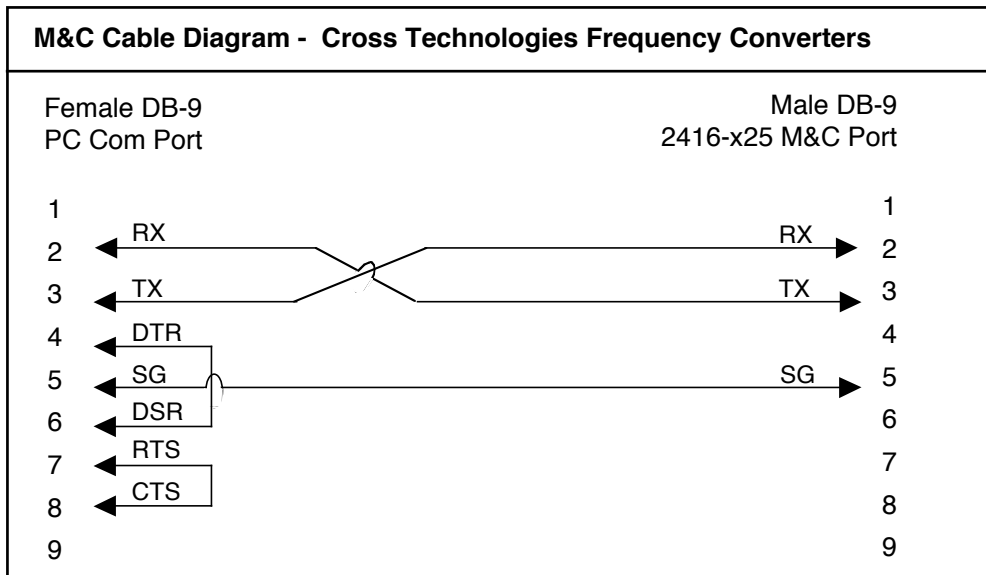 M&C Cable Diagram - Cross Technologies Frequency Converters
Female DB-9
PC Com Port
Male DB-9
2416-x25 M&C Port
1 1
2 RX RX 2
3 TX TX 3
4 DTR 4
5 SG SG 5
6 DSR 6
7 RTS 7
8 CTS 8
9 9